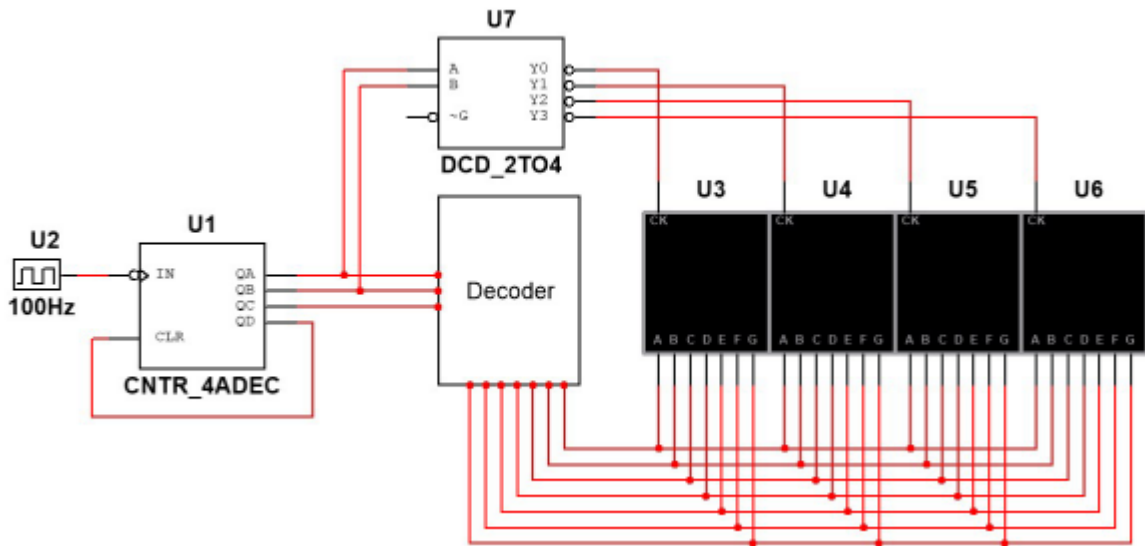 U7
A Y0
B Y1
Y2
~G Y3
DCD_2TO4
U3 U4 U5 U6
CK CK CK CK
U1
U2
IN QA
QB
QC
CLR QD
100Hz
CNTR_4ADEC
Decoder
A B C D E F G A B C D E F G A B C D E F G A B C D E F G